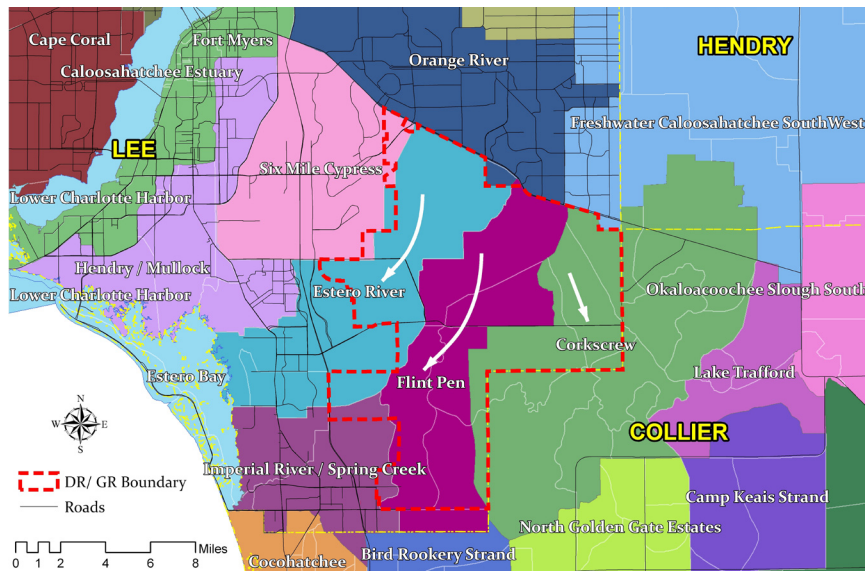 Cape Coral
Fort Myers
HENDRY
Orange River
Caloosahatchee Estuary
Freshwater Caloosahatchee SouthWest
LEE
Six Mile Cypress
Lower Charlotte Harbor
Hendry / Mullock
Okaloacoochee Slough South
Estero River
Lower Charlotte Harbor
Corkscrew
Lake Trafford
Estero Bay
Flint Pen
N
W E
S
COLLIER
Imperial River / Spring Creek
DR/ GR Boundary
Camp Keais Strand
Roads
North Golden Gate Estates
Miles
Bird Rookery Strand
0 1 2 4 6 8
Cocohatchee